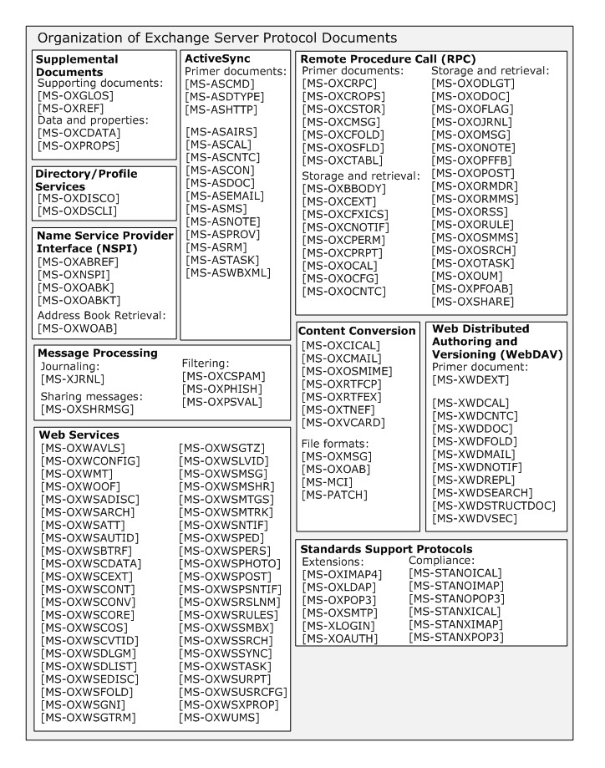 Organization of Exchange Server Protocol Documents
Supplemental
Documents
Supporting documents:
[MS-OXGLOS]
[MS-OXREF]
Data and properties:
[MS-OXCDATA]
[MS-OXPROPS]
Directory/Profile
Services
[MS-OXDISCO]
[MS-OXDSCLI]
Name Service Provider
Interface (NSPI)
[MS-OXABREF]
[MS-OXNSPI]
[MS-OXOABK]
[MS-OXOABKT]
Address Book Retrieval:
[MS-OXWOAB]
ActiveSync
Primer documents:
[MS-ASCMD]
[MS-ASDTYPE]
[MS-ASHTTP]
[MS-ASAIRS]
[MS-ASCAL]
[MS-ASCNTC]
[MS-ASCON]
[MS-ASDOC]
[MS-ASEMAIL]
[MS-ASMS]
[MS-ASNOTE]
[MS-ASPROV]
[MS-ASRM]
[MS-ASTASK]
[MS-ASWBXML]
Remote Procedure Call (RPC)
Primer documents:
[MS-OXCRPC]
[MS-OXCROPS]
[MS-OXCSTOR]
[MS-OXCMSG]
[MS-OXCFOLD]
[MS-OXOSFLD]
[MS-OXCTABL]
Storage and retrieval:
[MS-OXBBODY]
[MS-OXCEXT]
[MS-OXCFXICS]
[MS-OXCNOTIF]
[MS-OXCPERM]
[MS-OXCPRPT]
[MS-OXOCAL]
[MS-OXOCFG]
[MS-OXOCNTC]
Storage and retrieval:
[MS-OXODLGT]
[MS-OXODOC]
[MS-OXOFLAG]
[MS-OXOJRNL]
[MS-OXOMSG]
[MS-OXONOTE]
[MS-OXOPFFB]
[MS-OXOPOST]
[MS-OXORMDR]
[MS-OXORMMS]
[MS-OXORSS]
[MS-OXORULE]
[MS-OXOSMMS]
[MS-OXOSRCH]
[MS-OXOTASK]
[MS-OXOUM]
[MS-OXPFOAB]
[MS-OXSHARE]
Message Processing
Journaling:
[MS-XJRNL]
Sharing messages:
[MS-OXSHRMSG]
Filtering:
[MS-OXCSPAM]
[MS-OXPHISH]
[MS-OXPSVAL]
Content Conversion
[MS-OXCICAL]
[MS-OXCMAIL]
[MS-OXOSMIME]
[MS-OXRTFCP]
[MS-OXRTFEX]
[MS-OXTNEF]
[MS-OXVCARD]
File formats:
[MS-OXMSG]
[MS-OXOAB]
[MS-MCI]
[MS-PATCH]
Web Distributed
Authoring and
Versioning (WebDAV)
Primer document:
[MS-XWDEXT]
[MS-XWDCAL]
[MS-XWDCNTC]
[MS-XWDDOC]
[MS-XWDFOLD]
[MS-XWDMAIL]
[MS-XWDNOTIF]
[MS-XWDREPL]
[MS-XWDSEARCH]
[MS-XWDSTRUCTDOC]
[MS-XWDVSEC]
Web Services
[MS-OXWAVLS]
[MS-OXWCONFIG]
[MS-OXWMT]
[MS-OXWOOF]
[MS-OXWSADISC]
[MS-OXWSARCH]
[MS-OXWSATT]
[MS-OXWSAUTID]
[MS-OXWSBTRF]
[MS-OXWSCDATA]
[MS-OXWSCEXT]
[MS-OXWSCONT]
[MS-OXWSCONV]
[MS-OXWSCORE]
[MS-OXWSCOS]
[MS-OXWSCVTID]
[MS-OXWSDLGM]
[MS-OXWSDLIST]
[MS-OXWSEDISC]
[MS-OXWSFOLD]
[MS-OXWSGNI]
[MS-OXWSGTRM]
[MS-OXWSGTZ]
[MS-OXWSLVID]
[MS-OXWSMSG]
[MS-OXWSMSHR]
[MS-OXWSMTGS]
[MS-OXWSMTRK]
[MS-OXWSNTIF]
[MS-OXWSPED]
[MS-OXWSPERS]
[MS-OXWSPHOTO]
[MS-OXWSPOST]
[MS-OXWSPSNTIF]
[MS-OXWSRSLNM]
[MS-OXWSRULES]
[MS-OXWSSMBX]
[MS-OXWSSRCH]
[MS-OXWSSYNC]
[MS-OXWSTASK]
[MS-OXWSURPT]
[MS-OXWSUSRCFG]
[MS-OXWSXPROP]
[MS-OXWUMS]
Standards Support Protocols
Extensions:
[MS-OXIMAP4]
[MS-OXLDAP]
[MS-OXPOP3]
[MS-OXSMTP]
[MS-XLOGIN]
[MS-XOAUTH]
Compliance:
[MS-STANOICAL]
[MS-STANOIMAP]
[MS-STANOPOP3]
[MS-STANXICAL]
[MS-STANXIMAP]
[MS-STANXPOP3]